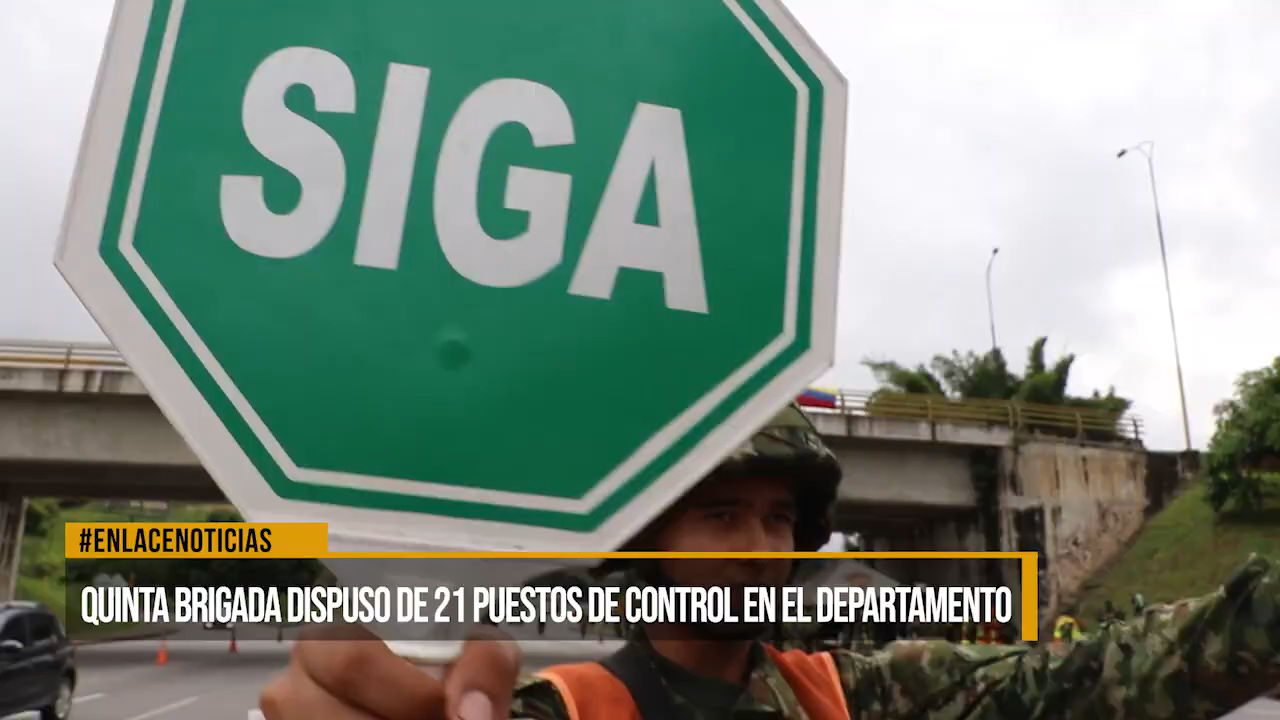 SIGA
#ENLACENOTICIAS
QUINTA BRIGADA DISPUSO DE 21 PUESTOS DE CONTROL EN EL DEPARTAMENTO